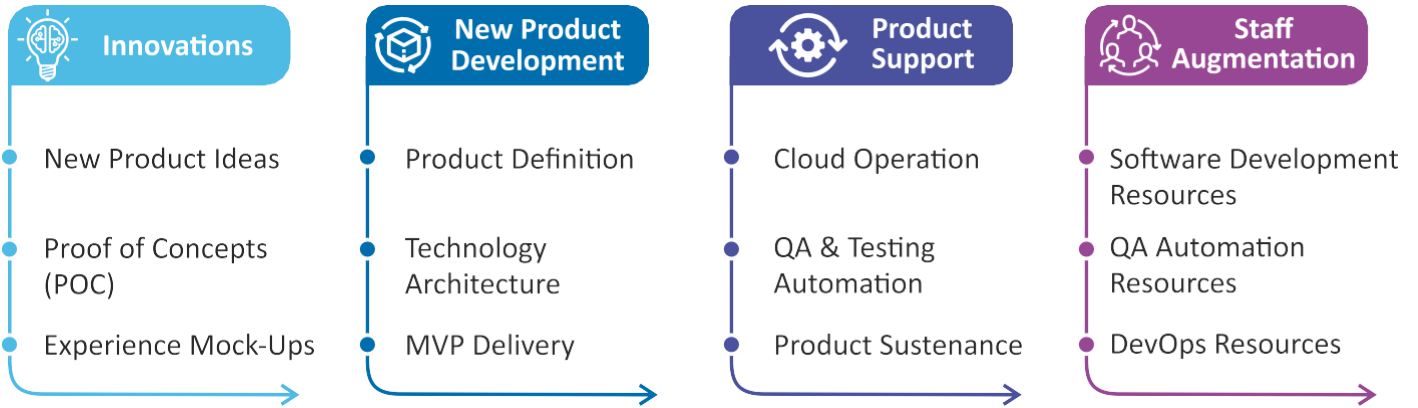 Innovations
New Product Ideas
Proof of Concepts
(POC)
Experience Mock-Ups
New Product
Development
Product Definition
Technology
Architecture
MVP Delivery
Product
Support
Cloud Operation
QA & Testing
Automation
Product Sustenance
Staff
Augmentation
Software Development
Resources
QA Automation
Resources
DevOps Resources